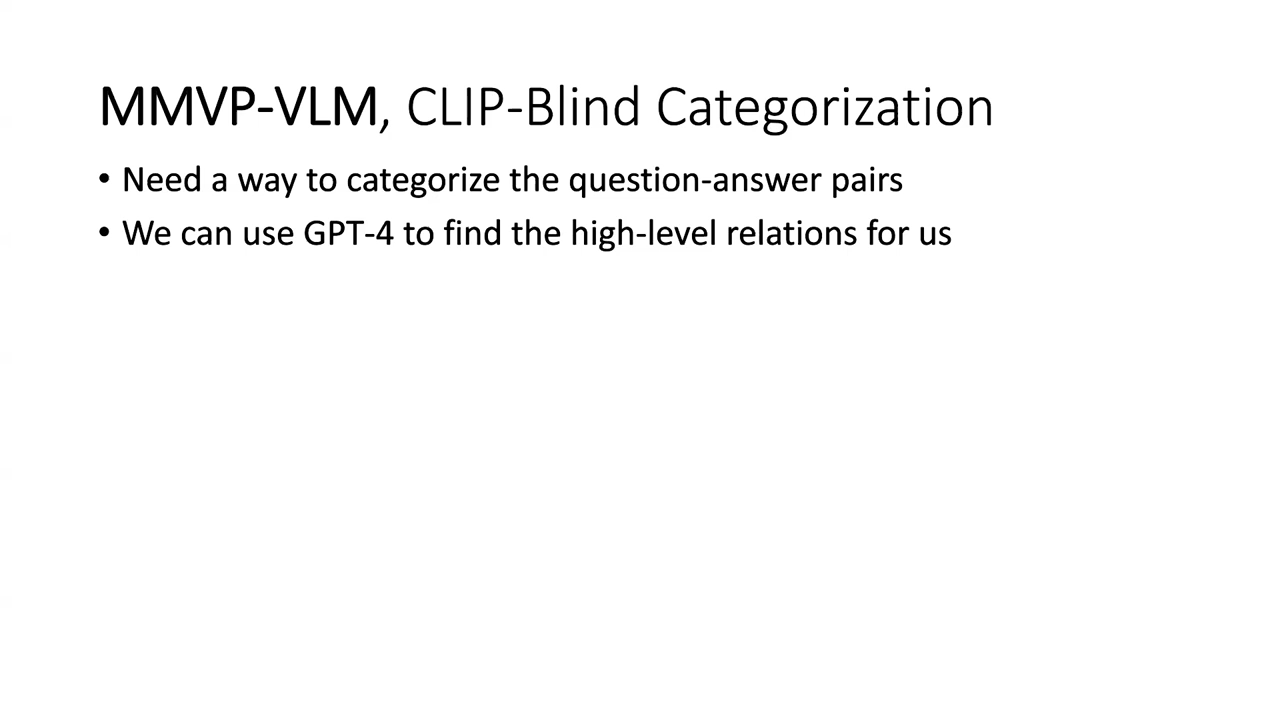 MMVP-VLM, CLIP-Blind Categorization
• Need a way to categorize the question-answer pairs
• We can use GPT-4 to find the high-level relations for us